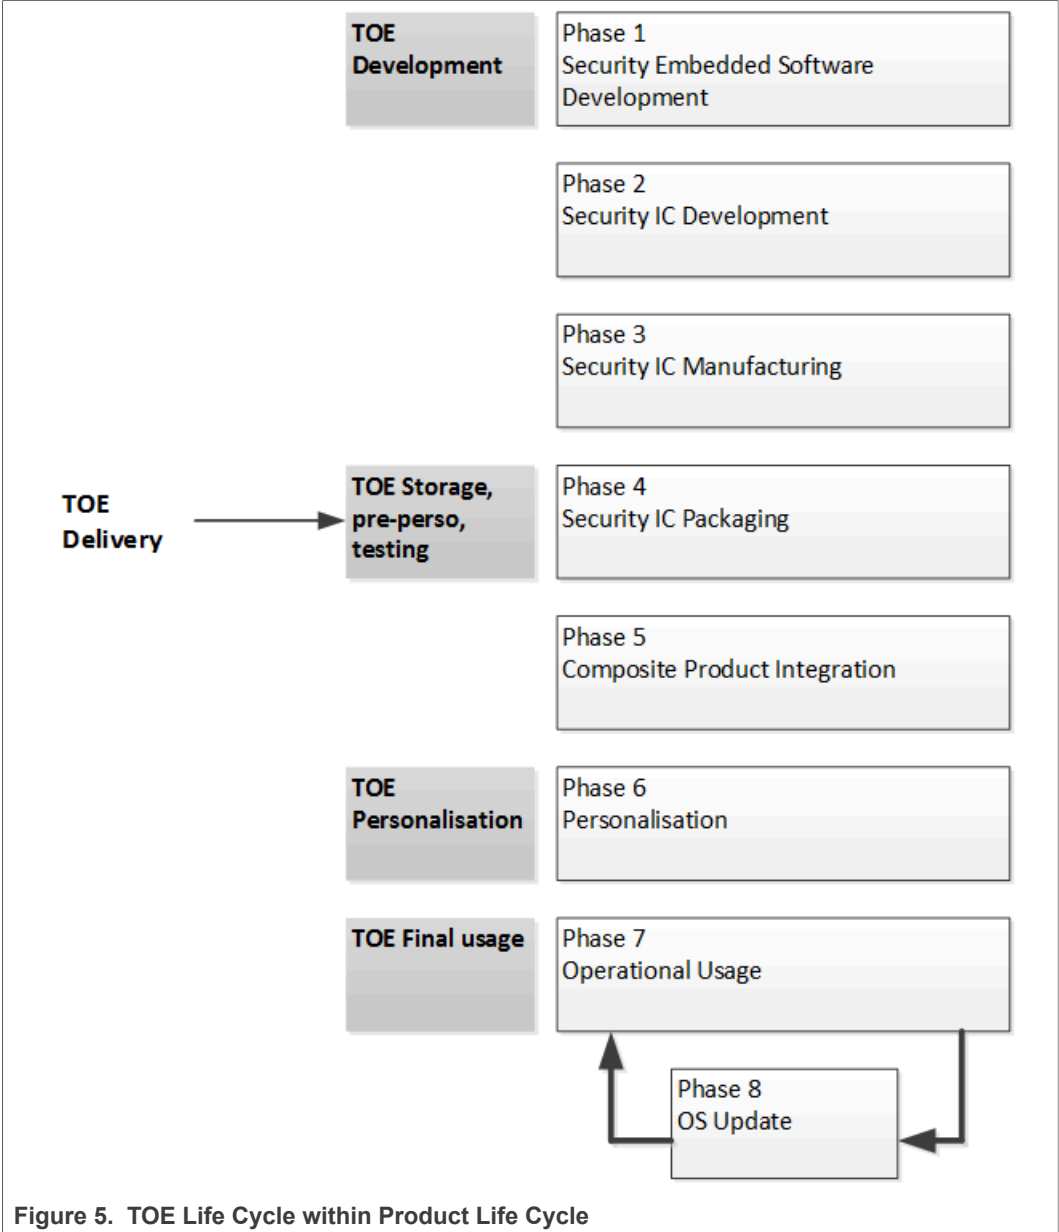 TOE
Development
Phase 1
Security Embedded Software
Development
Phase 2
Security IC Development
Phase 3
Security IC Manufacturing
TOE
Delivery
TOE Storage,
pre-perso,
testing
Phase 4
Security IC Packaging
Phase 5
Composite Product Integration
TOE
Personalisation
Phase 6
Personalisation
TOE Final usage
Phase 7
Operational Usage
Phase 8
OS Update
Figure 5. TOE Life Cycle within Product Life Cycle